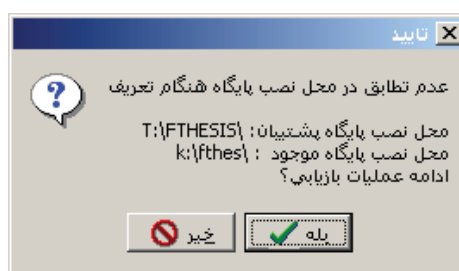 تایید
عدم تطابق در محل نصب پایگاه هنگام تعریف
محل نصب پایگاه پشتیبان: T:\FTHESIS\
محل نصب پایگاه موجود : k:\fthes\
ادامه عملیات بازیابی؟
بله
خیر